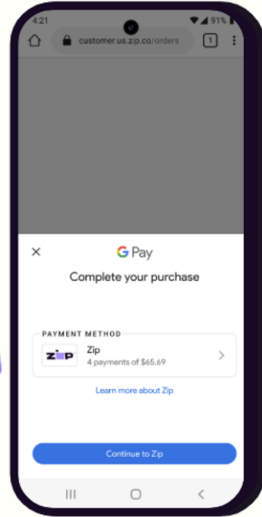 4:21
91%
customer.us.zip.co/orders
1
G Pay
Complete your purchase
PAYMENT METHOD
Zip
zip
4 payments of $65.69
Learn more about Zip
Continue to Zip